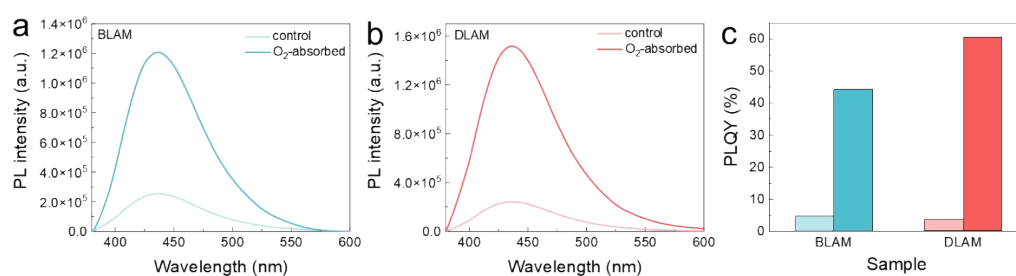 a
BLAM
control
O₂-absorbed
1.4×10⁶
1.2×10⁶
1.0×10⁶
8.0×10⁵
6.0×10⁵
4.0×10⁵
2.0×10⁵
0.0
400 450 500 550 600
PL intensity (a.u.)
Wavelength (nm)
b
DLAM
control
O₂-absorbed
1.6×10⁶
1.2×10⁶
8.0×10⁵
4.0×10⁵
0.0
400 450 500 550 600
PL intensity (a.u.)
Wavelength (nm)
c
60
50
40
30
20
10
0
BLAM DLAM
PLQY (%)
Sample